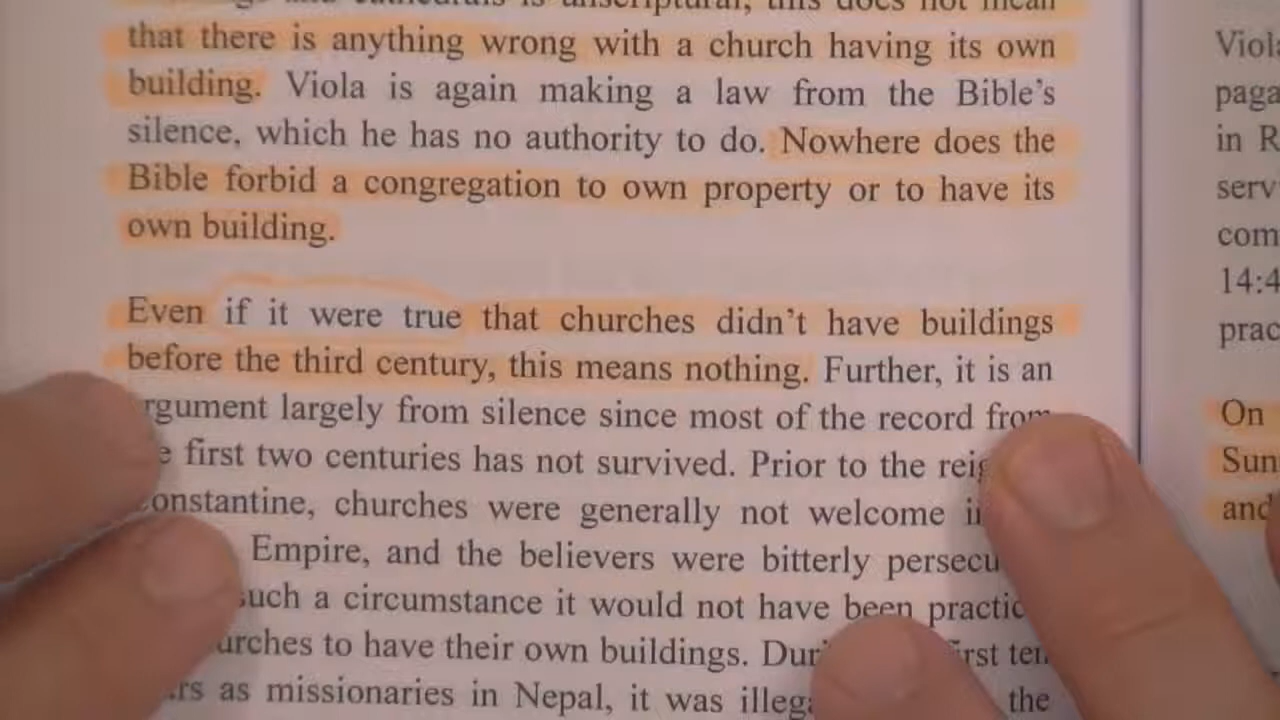 that there is anything wrong with a church having its own
building. Viola is again making a law from the Bible's
silence, which he has no authority to do. Nowhere does the
Bible forbid a congregation to own property or to have its
own building.
Even if it were true that churches didn't have buildings
before the third century, this means nothing. Further, it is an
rgument largely from silence since most of the record from
e first two centuries has not survived. Prior to the reig
onstantine, churches were generally not welcome i
Empire, and the believers were bitterly persecu
such a circumstance it would not have been practic
urches to have their own buildings. Duri irst ten
rs as missionaries in Nepal, it was illega the
Viol
paga
in R
serv
com
14:4
prac
On
Sun
and